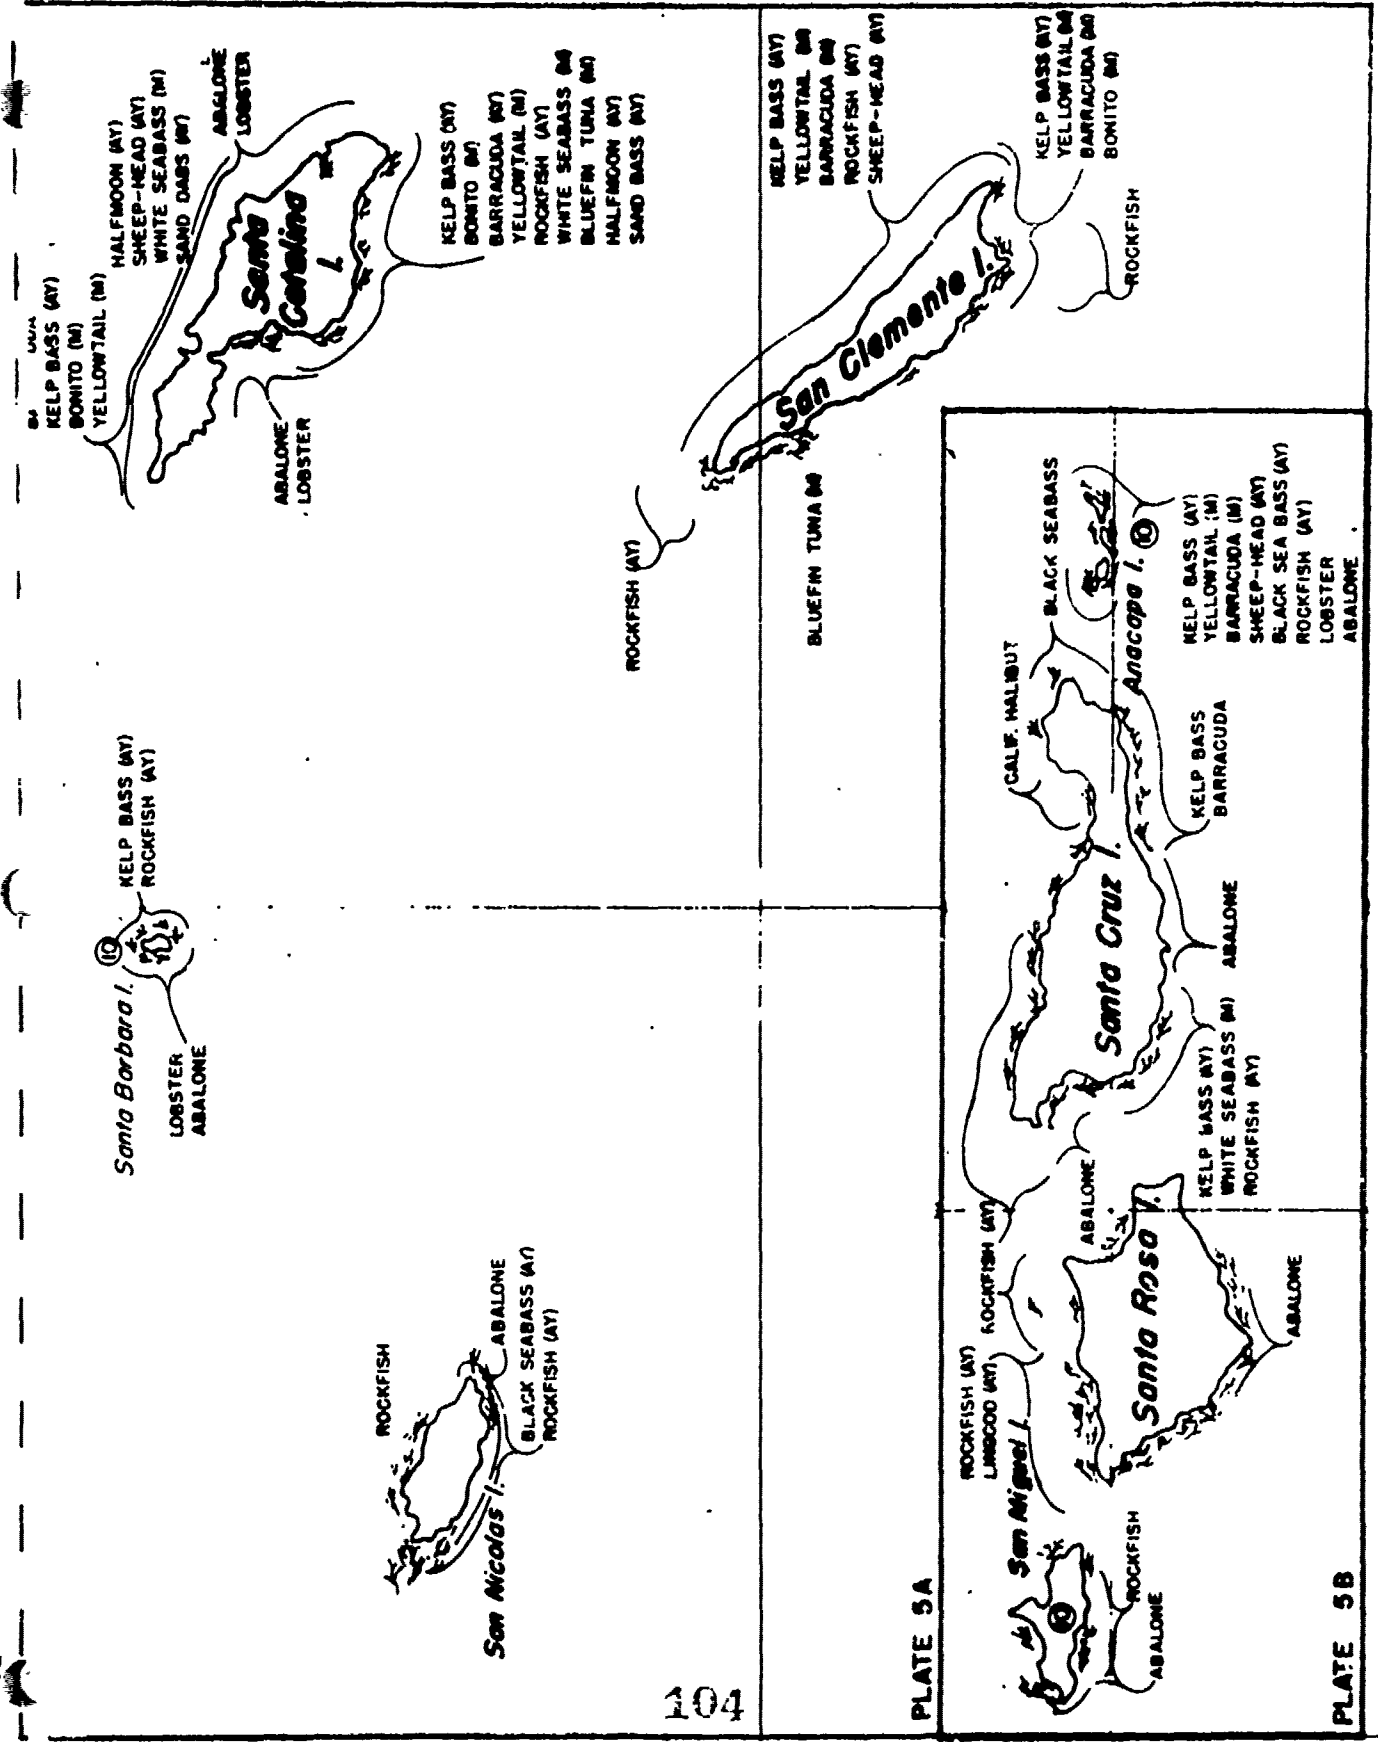 KELP BASS (AY)
BONITO (M)
YELLOWTAIL (M)
HALFMOON (AY)
SHEEP-HEAD (AY)
WHITE SEABASS (M)
SAND DABS (AY)
ABALONE
LOBSTER
Santa
Catalina
I.
ABALONE
LOBSTER
KELP BASS (AY)
BONITO (M)
BARRACUDA (AY)
YELLOWTAIL (M)
ROCKFISH (AY)
WHITE SEABASS (M)
BLUEFIN TUNA (M)
HALFMOON (AY)
SAND BASS (AY)
KELP BASS (AY)
ROCKFISH (AY)
10
Santa Barbara I.
LOBSTER
ABALONE
ROCKFISH
ABALONE
BLACK SEABASS (AY)
ROCKFISH (AY)
San Nicolas I.
ROCKFISH (AY)
KELP BASS (AY)
YELLOWTAIL (M)
BARRACUDA (M)
ROCKFISH (AY)
SHEEP-HEAD (AY)
San Clemente I.
BLUEFIN TUNA (M)
KELP BASS (AY)
YELLOWTAIL (M)
BARRACUDA (M)
BONITO (M)
ROCKFISH
104
PLATE 5A
ROCKFISH (AY)
LINGCOD (AY)
ROCKFISH (AY)
San Miguel I.
10
ROCKFISH
ABALONE
ABALONE
Santa Rosa I.
ABALONE
CALIF. HALIBUT
BLACK SEABASS
Santa Cruz I.
KELP BASS (AY)
WHITE SEABASS (M)
ROCKFISH (AY)
ABALONE
KELP BASS
BARRACUDA
Anacapa I.
10
KELP BASS (AY)
YELLOWTAIL (M)
BARRACUDA (M)
SHEEP-HEAD (AY)
BLACK SEA BASS (AY)
ROCKFISH (AY)
LOBSTER
ABALONE
PLATE 5B